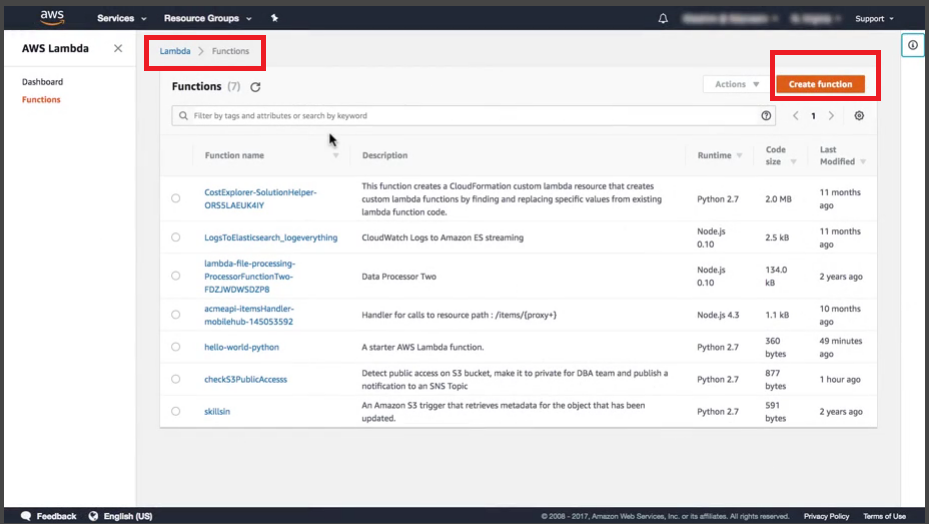 aws Services Resource Groups Support
AWS Lambda
Dashboard
Functions
Lambda > Functions
Functions (7) Actions Create function
Filter by tags and attributes or search by keyword 1
Function name Description Runtime Code size Last Modified
CostExplorer-SolutionHelper-
ORS5LAEUK4IY
This function creates a CloudFormation custom lambda resource that creates
custom lambda functions by finding and replacing specific values from existing
lambda function code.
Python 2.7
2.0 MB
11 months
ago
LogsToElasticsearch_logeverything
CloudWatch Logs to Amazon ES streaming
Node.js
0.10
2.5 kB
11 months
ago
lambda-file-processing-
ProcessorFunctionTwo-
FDZJWDWSDZP8
Data Processor Two
Node.js
0.10
134.0
kB
2 years ago
acmeapi-itemsHandler-
mobilehub-145053592
Handler for calls to resource path : /items/{proxy+}
Node.js 4.3
1.1 kB
10 months
ago
hello-world-python
A starter AWS Lambda function.
Python 2.7
360
bytes
49 minutes
ago
checkS3PublicAccesss
Detect public access on S3 bucket, make it to private for DBA team and publish a
notification to an SNS Topic
Python 2.7
877
bytes
1 hour ago
skillsin
An Amazon S3 trigger that retrieves metadata for the object that has been
updated.
Python 2.7
591
bytes
2 years ago
Feedback English (US) © 2008 - 2017, Amazon Web Services, Inc. or its affiliates. All rights reserved. Privacy Policy Terms of Use